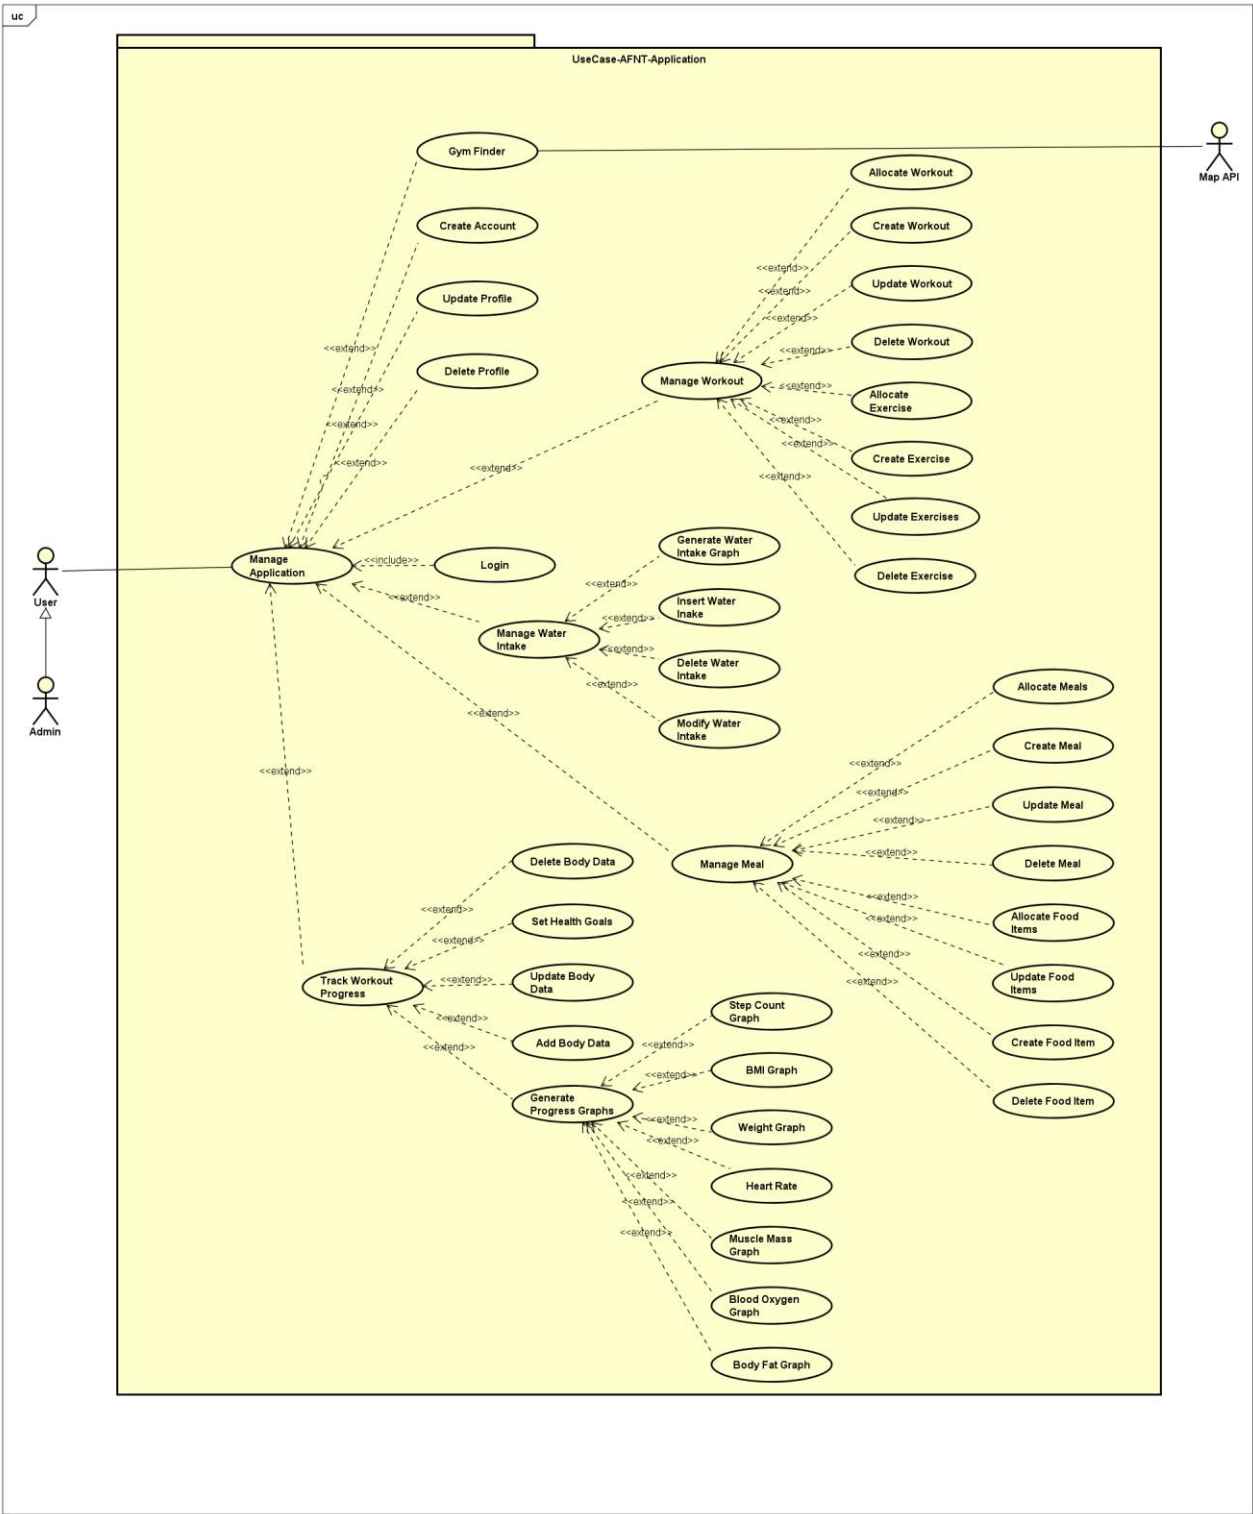 uc
UseCase-AFNT-Application
Gym Finder
Map API
Allocate Workout
Create Account
Create Workout
<<extend>>
<<extend>>
Update Workout
Update Profile
<<extend>>
Delete Workout
<<extend>>
<<extend>>
Delete Profile
Manage Workout
<<extend>>
<<extend>>
Allocate
Exercise
<<extend>>
<<extend>>
<<extend>>
Create Exercise
<<extend>>
<<extend>>
Update Exercises
Generate Water
Intake Graph
Manage
Application
<<include>>
Login
Delete Exercise
<<extend>>
<<extend>>
User
Insert Water
Inake
<<extend>>
Manage Water
Intake
<<extend>>
Delete Water
Intake
<<extend>>
Allocate Meals
<<extend>>
Modify Water
Intake
Admin
Create Meal
<<extend>>
<<extend>>
<<extend>>
Update Meal
<<extend>>
Delete Body Data
Manage Meal
<<extend>>
Delete Meal
<<extend>>
<<extend>>
Set Health Goals
Allocate Food
Items
<<extend>>
<<extend>>
<<extend>>
Track Workout
Progress
<<extend>>
Update Body
Data
<<extend>>
Update Food
Items
Step Count
Graph
<<extend>>
Add Body Data
<<extend>>
<<extend>>
Create Food Item
BMI Graph
<<extend>>
Generate
Progress Graphs
Delete Food Item
<<extend>>
Weight Graph
<<extend>>
<<extend>>
Heart Rate
<<extend>>
Muscle Mass
Graph
<<extend>>
Blood Oxygen
Graph
Body Fat Graph